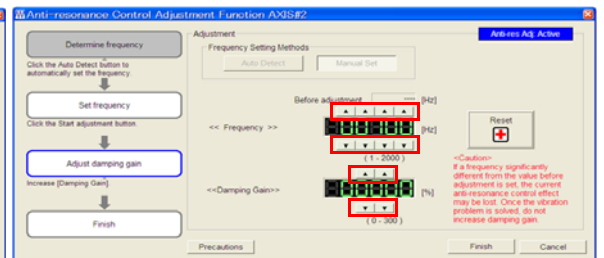 Anti-resonance Control Adjustment Function AXIS#2
Determine frequency
Click the Auto Detect button to
automatically set the frequency.
Set frequency
Click the Start adjustment button.
Adjust damping gain
Increase [Damping Gain].
Finish
Adjustment
Anti-res Adj. Active
Frequency Setting Methods
Auto Detect
Manual Set
Before adjustment
[Hz]
<< Frequency >>
[Hz]
( 1 - 2000 )
<<Damping Gain>>
[%]
( 0 - 300 )
Reset
<Caution>
If a frequency significantly
different from the value before
adjustment is set, the current
anti-resonance control effect
may be lost. Once the vibration
problem is solved, do not
increase damping gain.
Precautions
Finish
Cancel